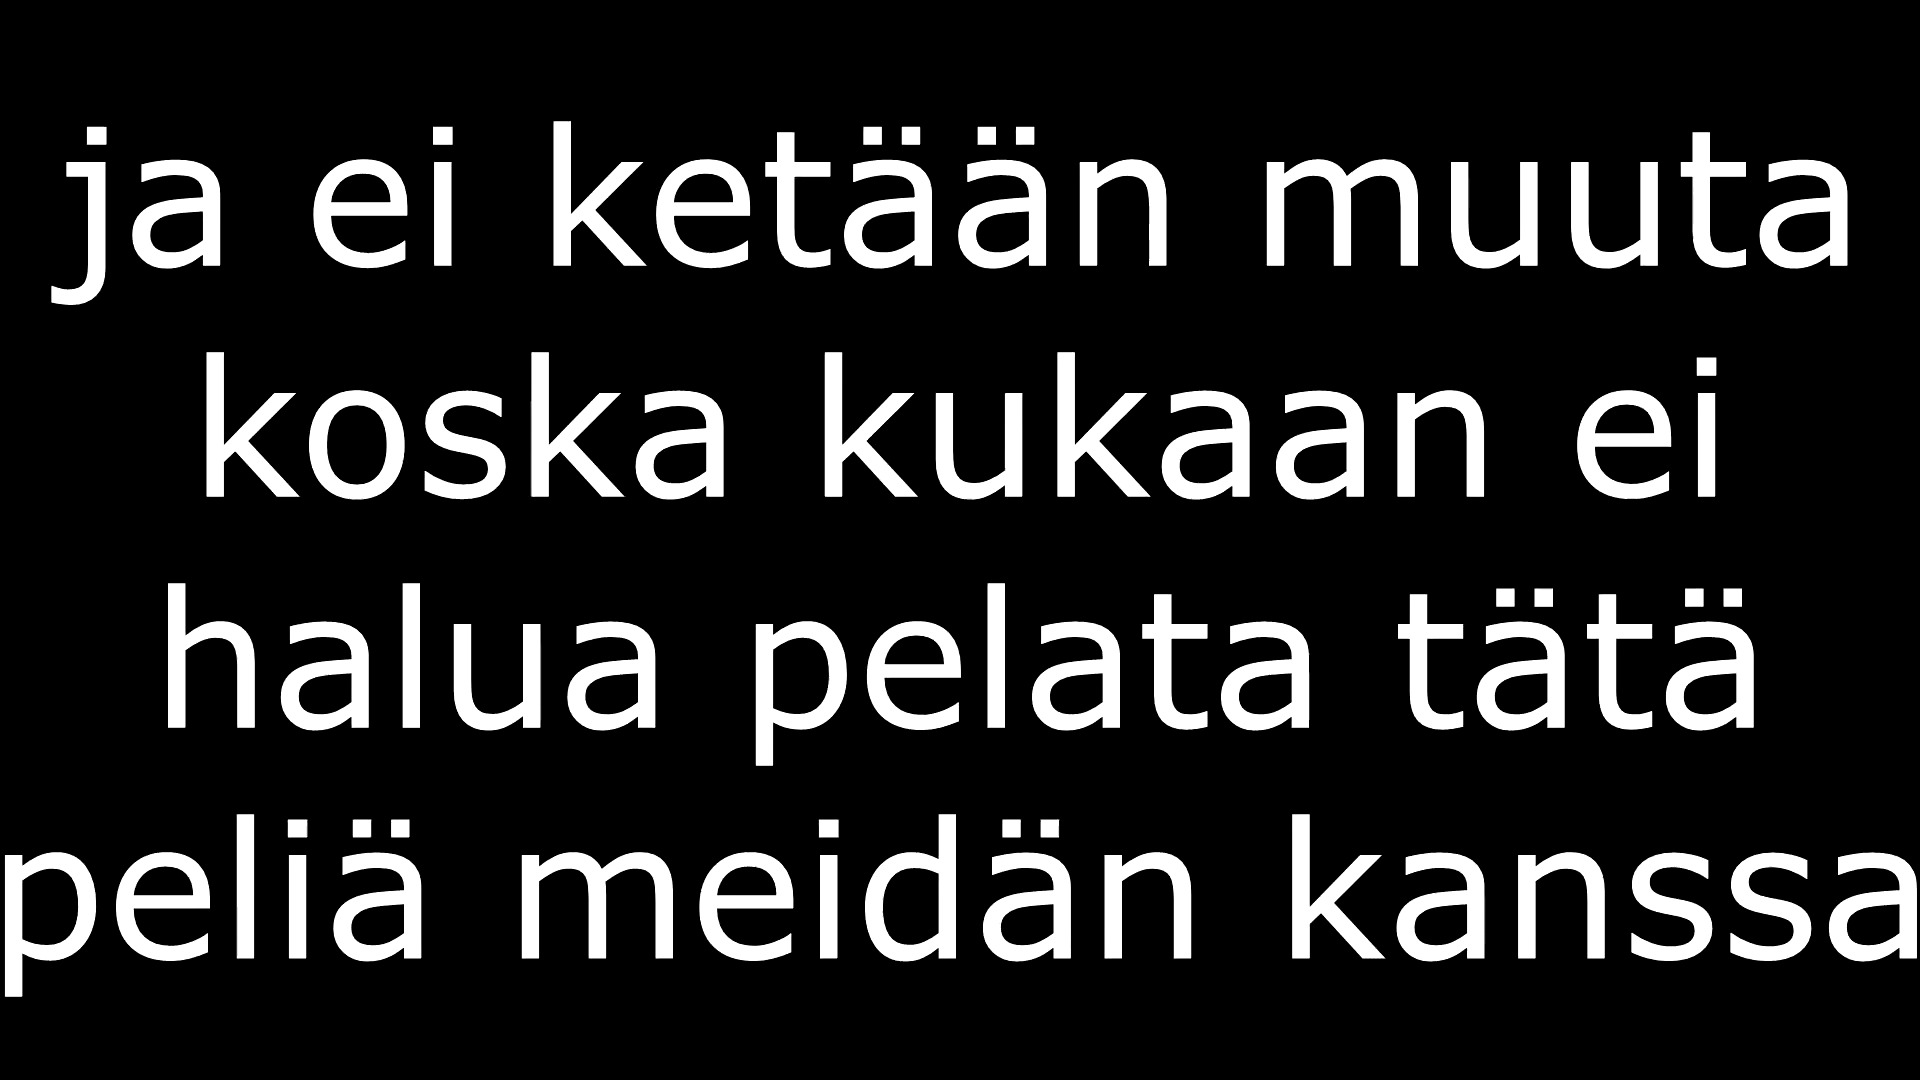 ja ei ketään muuta
koska kukaan ei
halua pelata tätä
peliä meidän kanssa